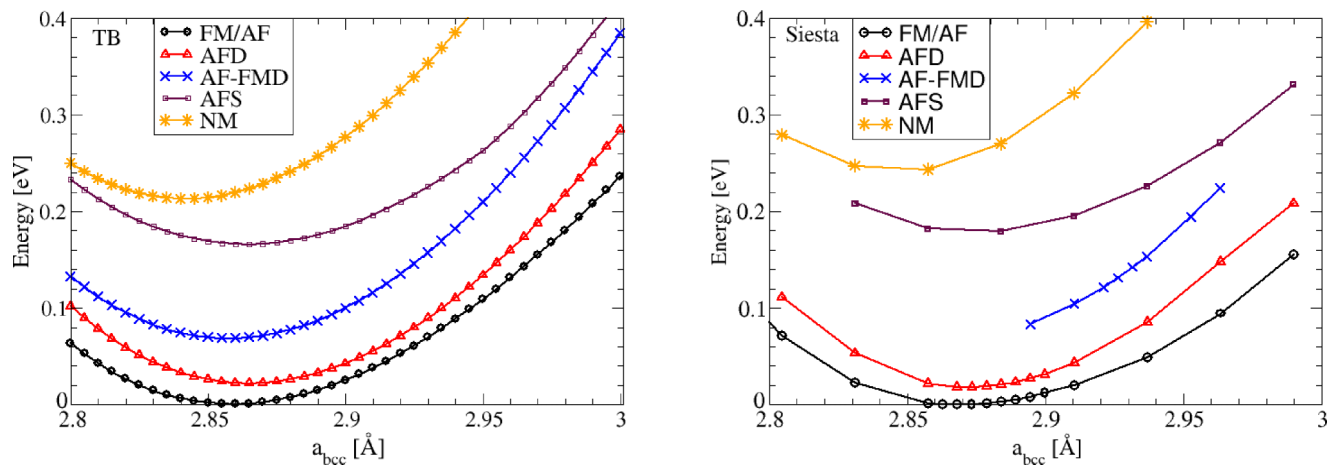 TB
FM/AF
AFD
AF-FMD
AFS
NM
Energy [eV]
0.4
0.3
0.2
0.1
0
2.8
2.85
2.9
2.95
3
a_bcc [Å]
Siesta
FM/AF
AFD
AF-FMD
AFS
NM
Energy [eV]
0.4
0.3
0.2
0.1
0
2.8
2.85
2.9
2.95
3
a_bcc [Å]